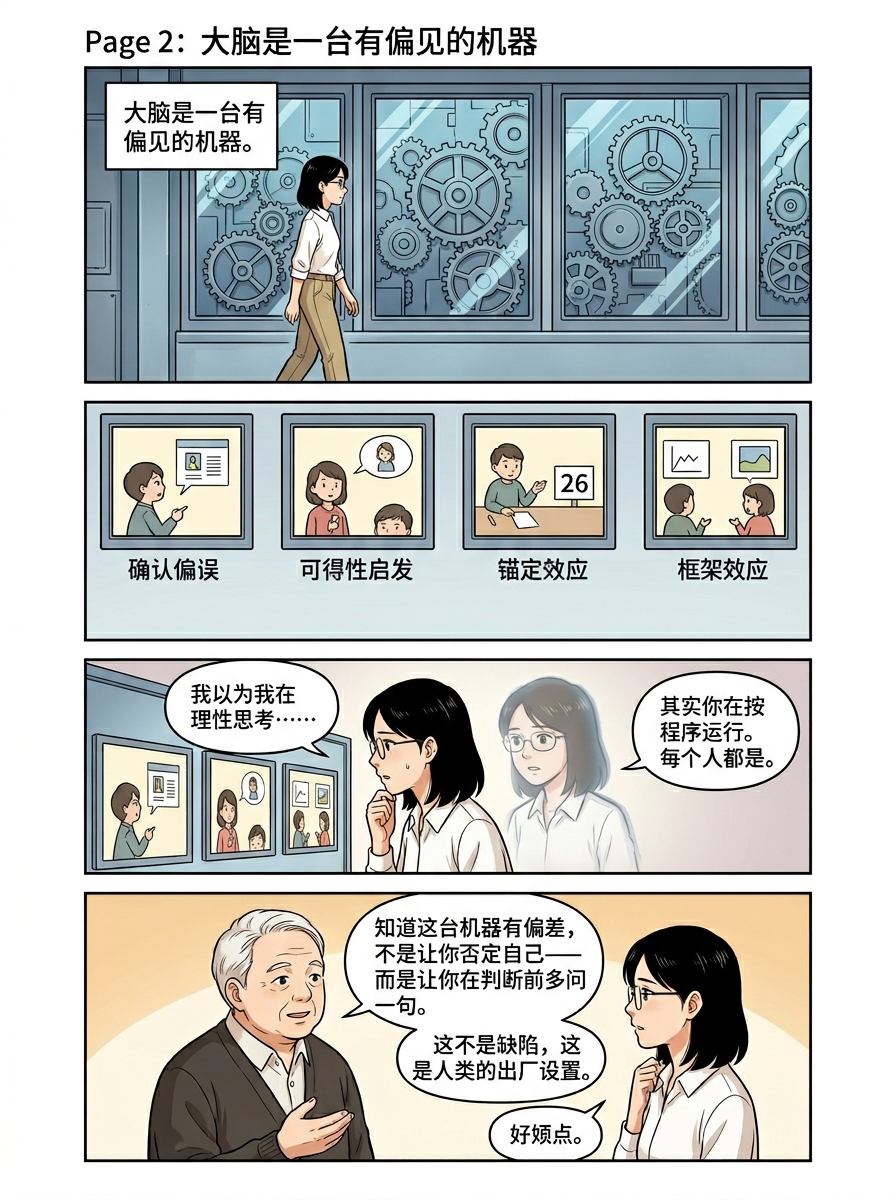 Page 2：大脑是一台有偏见的机器
大脑是一台有
偏见的机器。
26
确认偏误
可得性启发
锚定效应
框架效应
我以为我在
理性思考……
其实你在按
程序运行。
每个人都是。
知道这台机器有偏差，
不是让你否定自己——
而是让你在判断前多问
一句。
这不是缺陷，这
是人类的出厂设置。
好烦点。